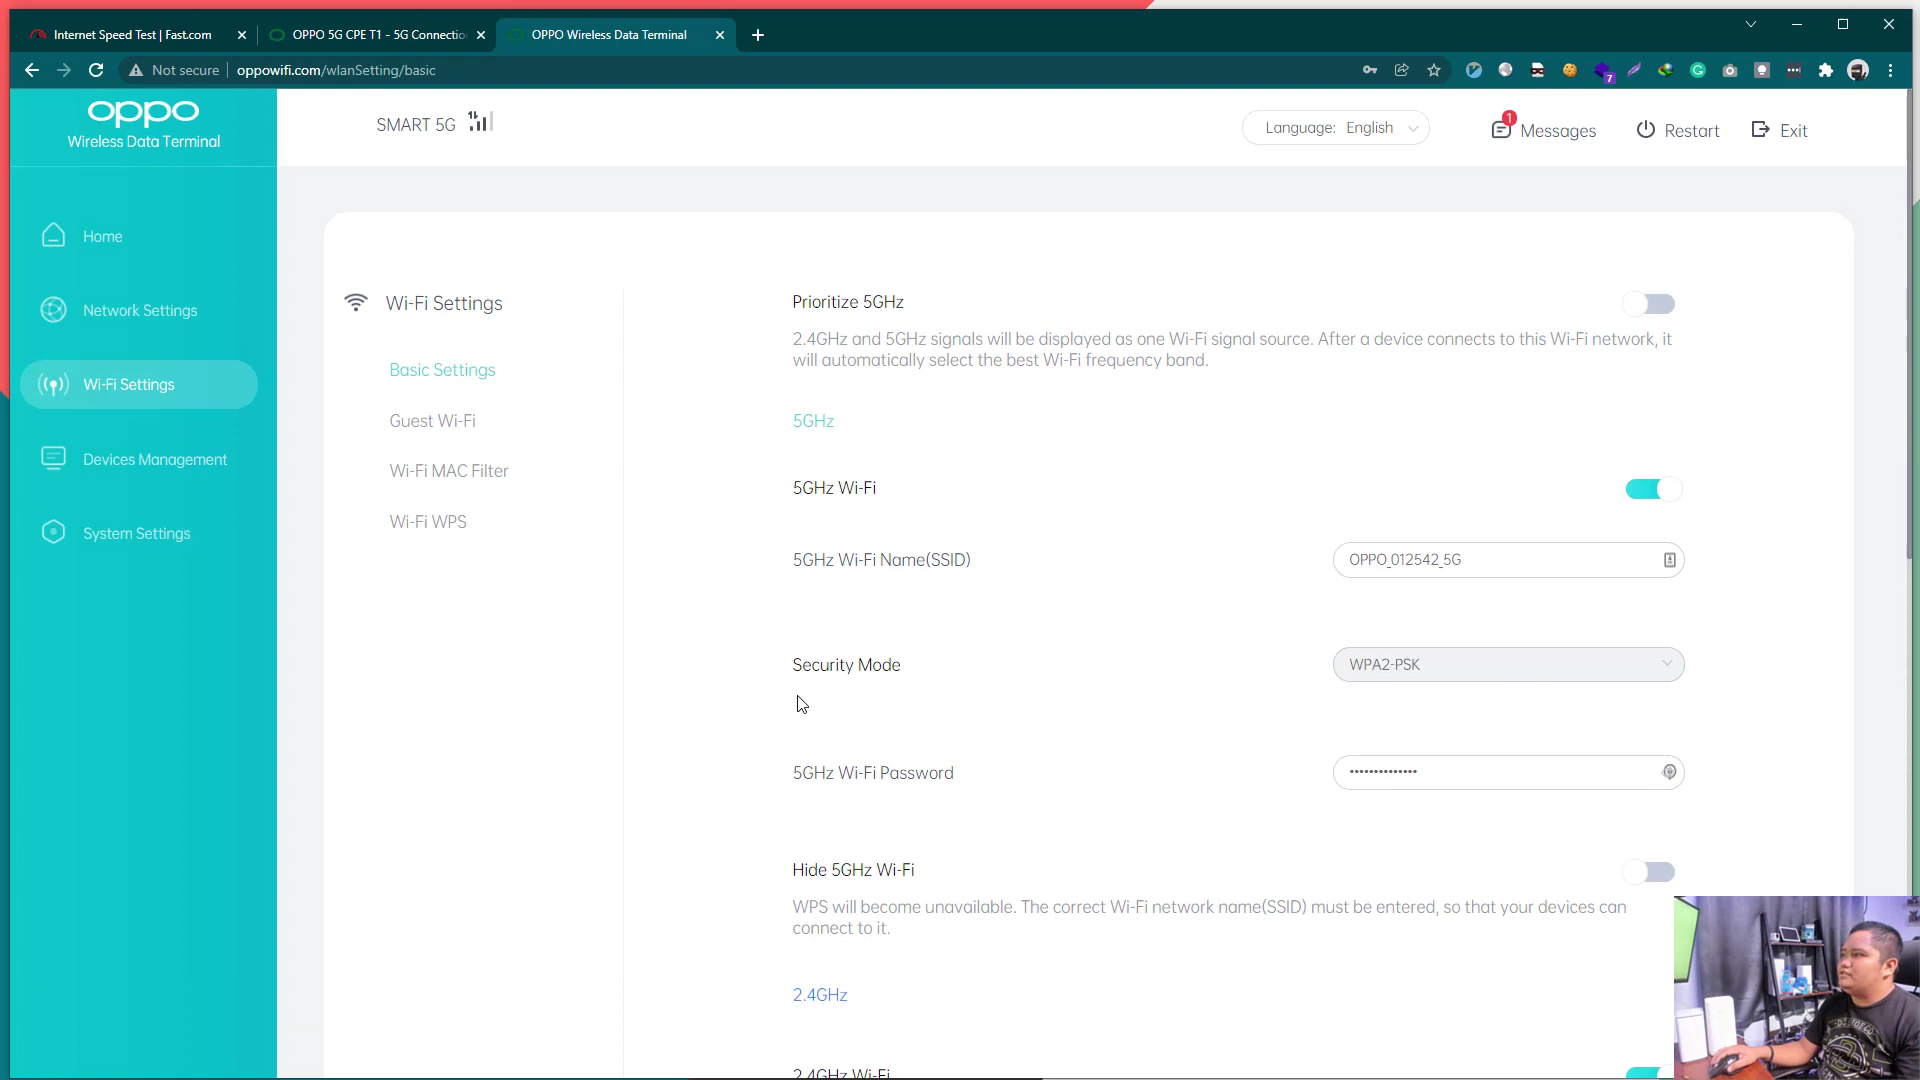 Internet Speed Test | Fast.com
OPPO 5G CPE T1 - 5G Connectio
OPPO Wireless Data Terminal
Not secure
oppowifi.com/wlanSetting/basic
7
oppo
Wireless Data Terminal
SMART 5G
Language: English
1
Messages
Restart
Exit
Home
Network Settings
Wi-Fi Settings
Devices Management
System Settings
Wi-Fi Settings
Basic Settings
Guest Wi-Fi
Wi-Fi MAC Filter
Wi-Fi WPS
Prioritize 5GHz
2.4GHz and 5GHz signals will be displayed as one Wi-Fi signal source. After a device connects to this Wi-Fi network, it
will automatically select the best Wi-Fi frequency band.
5GHz
5GHz Wi-Fi
5GHz Wi-Fi Name(SSID)
OPPO_012542_5G
Security Mode
WPA2-PSK
5GHz Wi-Fi Password
••••••••••••••
Hide 5GHz Wi-Fi
WPS will become unavailable. The correct Wi-Fi network name(SSID) must be entered, so that your devices can
connect to it.
2.4GHz
2.4GHz Wi-Fi